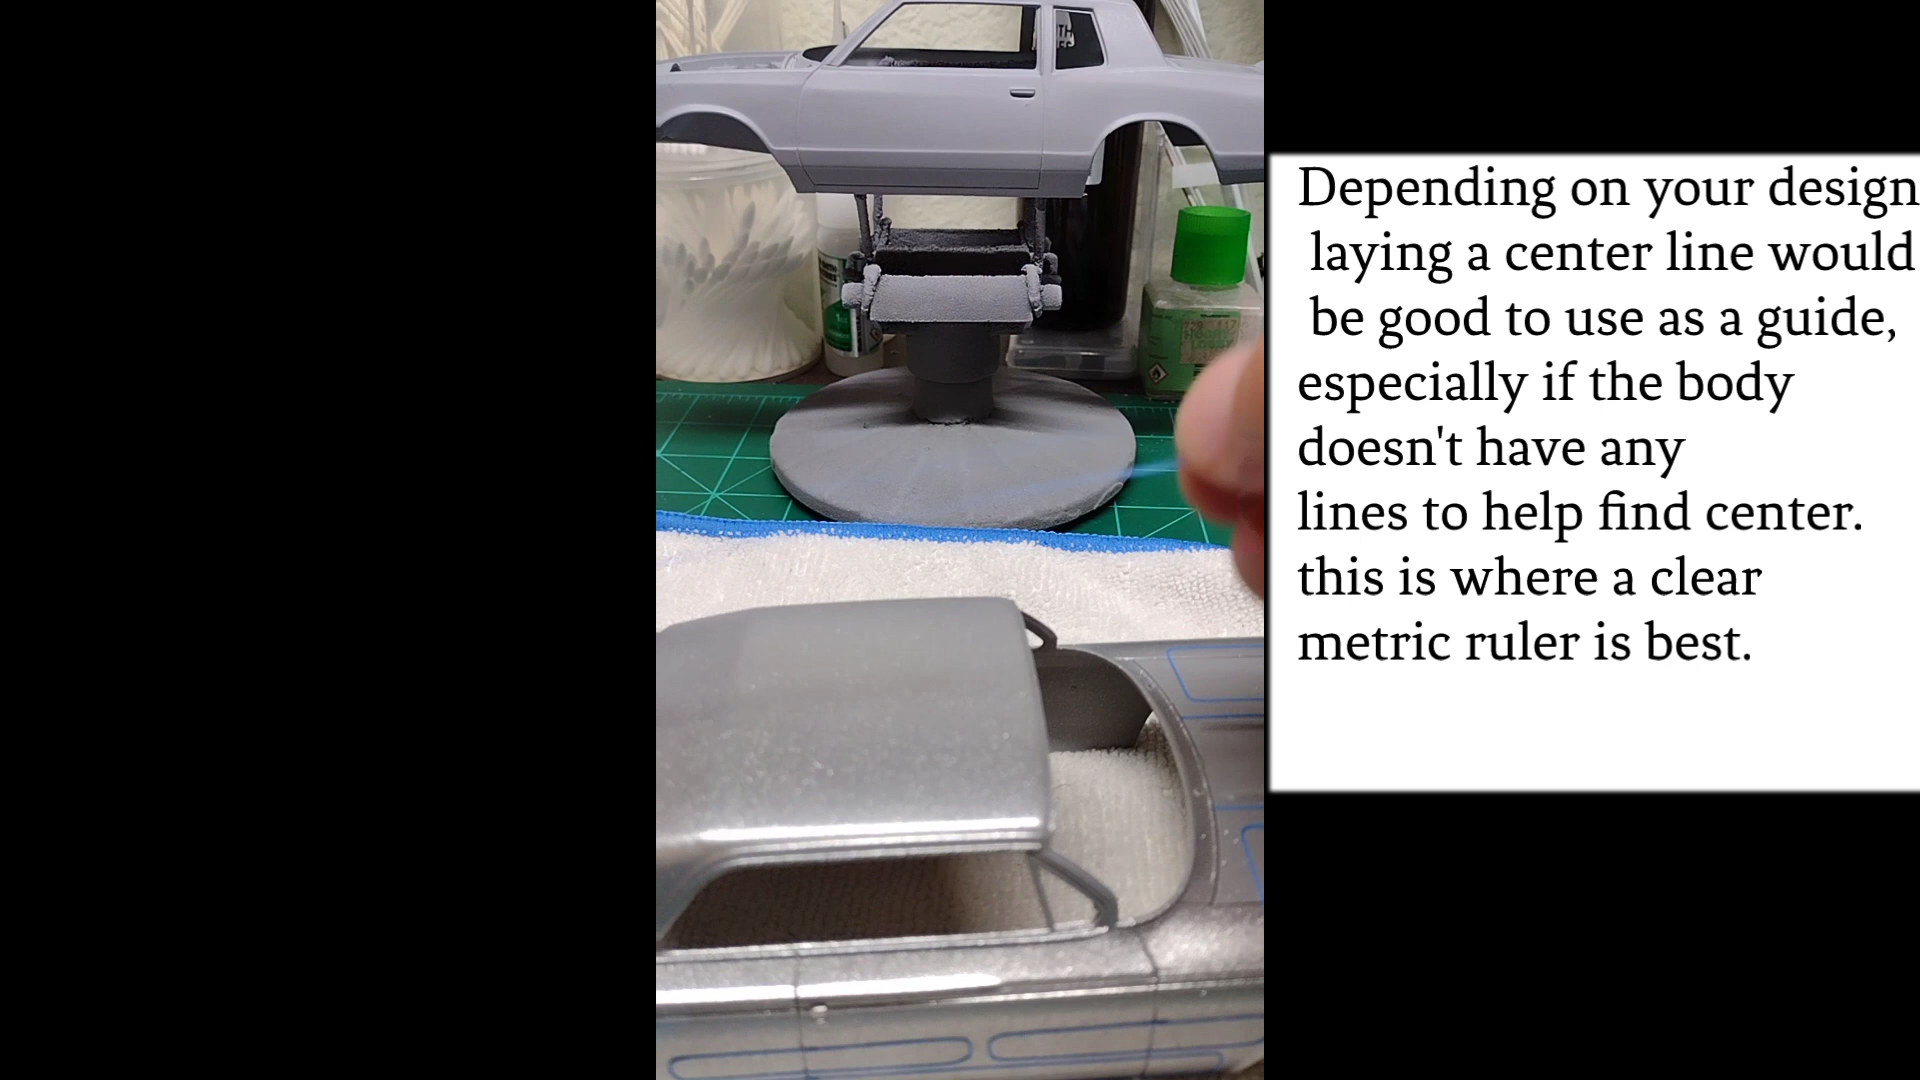 Depending on your design
laying a center line would
be good to use as a guide,
especially if the body
doesn't have any
lines to help find center.
this is where a clear
metric ruler is best.